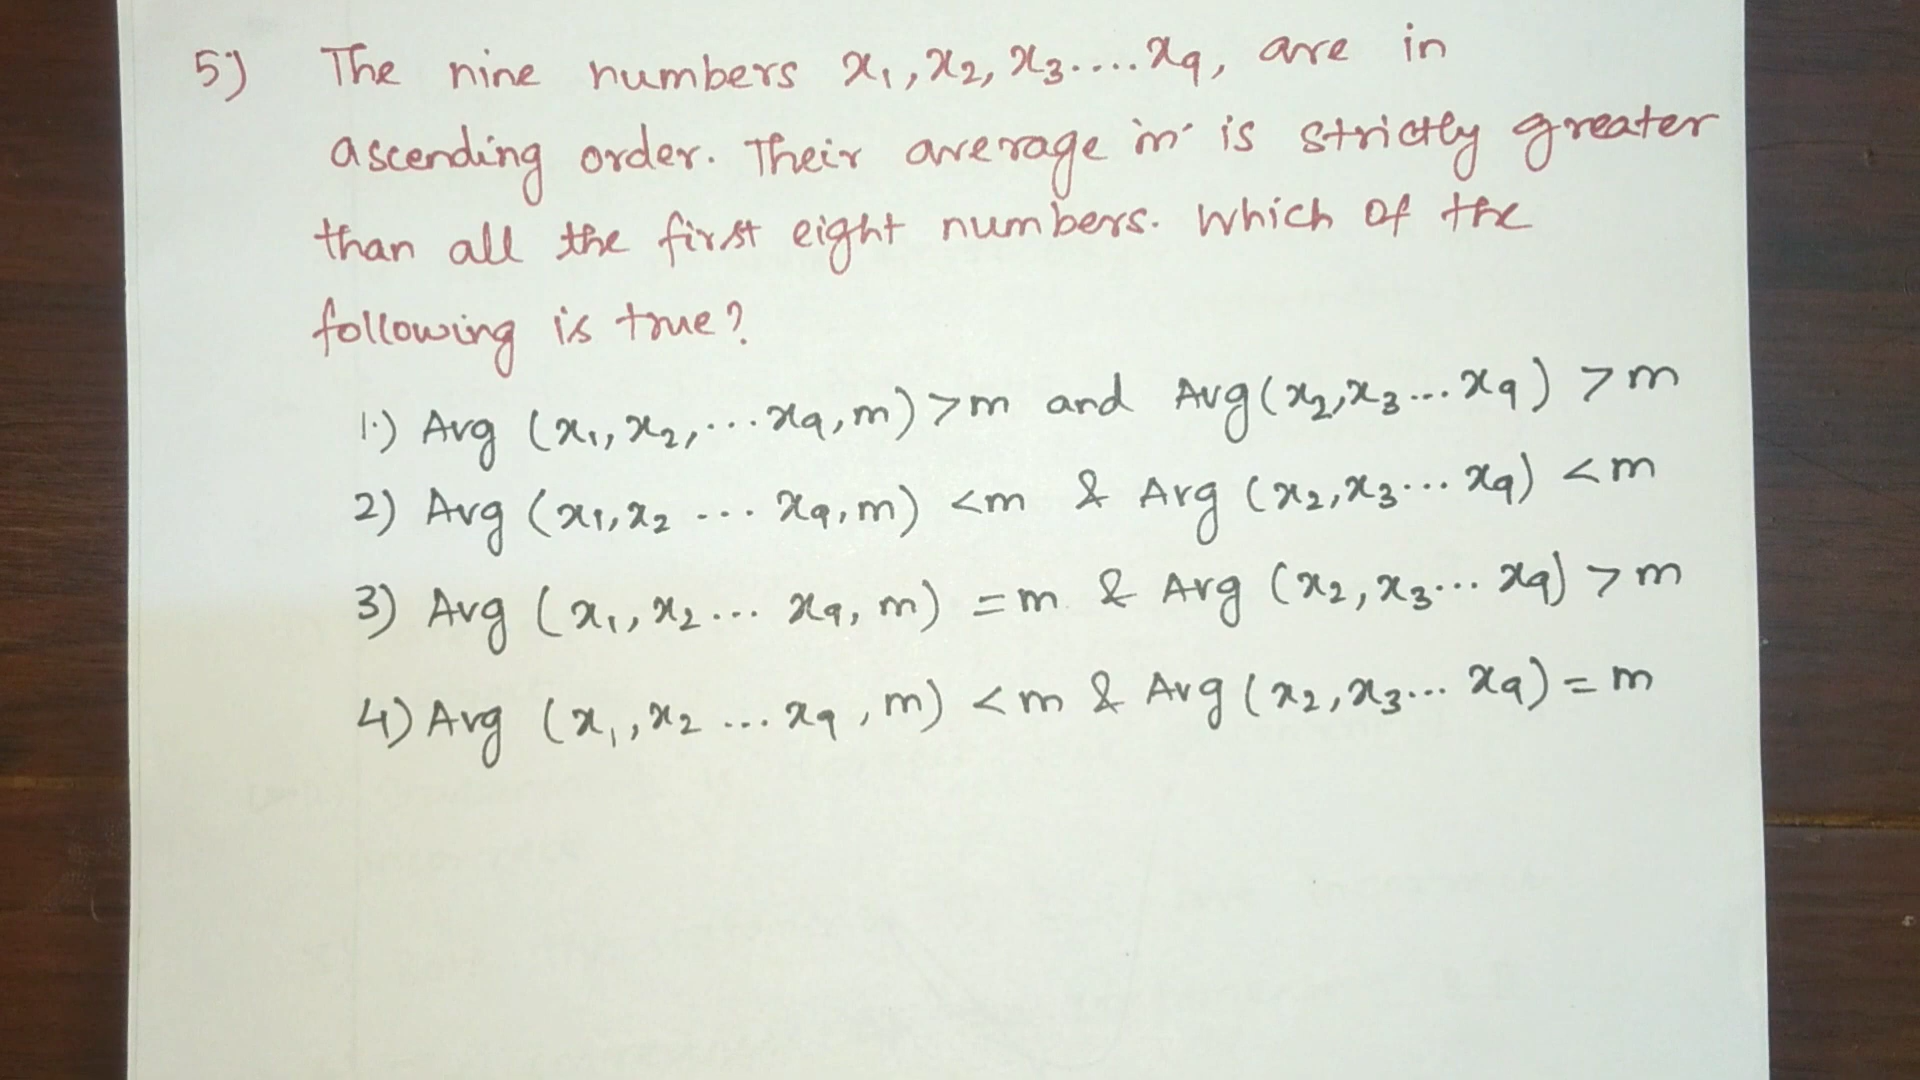 5) The nine numbers x₁, x₂, x₃....x₉, are in
ascending order. Their average 'm' is strictly greater
than all the first eight numbers. Which of the
following is true?
1.) Avg (x₁, x₂, ...x₉, m) >m and Avg(x₂,x₃...x₉) >m
2) Avg (x₁, x₂ ... x₉, m) <m & Avg (x₂, x₃... x₉) <m
3) Avg (x₁, x₂... x₉, m) =m & Avg (x₂, x₃... x₉) >m
4) Avg (x₁, x₂ ... x₉, m) <m & Avg (x₂, x₃... x₉) = m